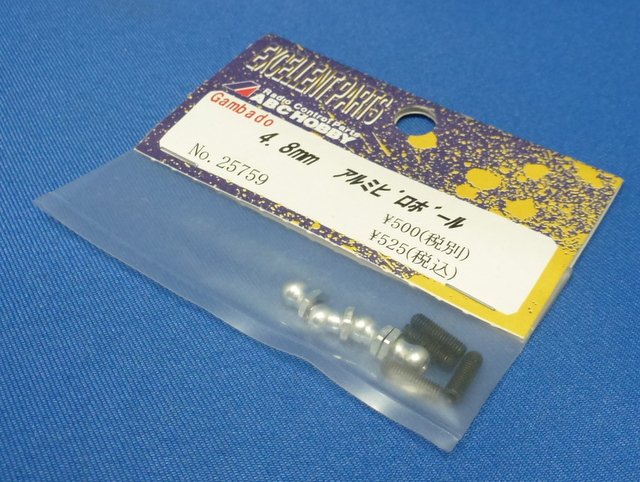 EXCELENT PARTS
Radio Control Parts
ABC HOBBY
Gambado
4.8mm アルミピロボール
No.25759
¥500(税別)
¥525(税込)